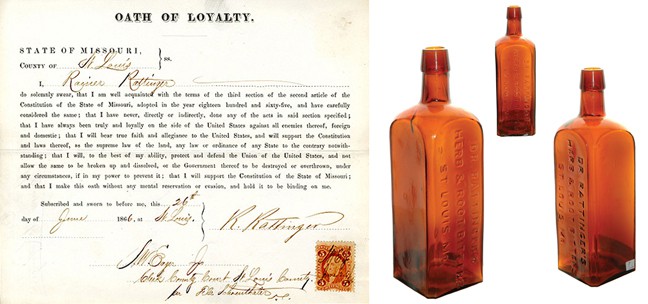 OATH OF LOYALTY.
STATE OF MISSOURI, } ss.
COUNTY OF St. Louis
I, Rainer Rattinger
do solemnly swear, that I am well acquainted with the terms of the third section of the second article of the
Constitution of the State of Missouri, adopted in the year eighteen hundred and sixty-five, and have carefully
considered the same; that I have never, directly or indirectly, done any of the acts in said section specified;
that I have always been truly and loyally on the side of the United States against all enemies thereof, foreign
and domestic; that I will bear true faith and allegiance to the United States, and will support the Constitution
and laws thereof, as the supreme law of the land, any law or ordinance of any State to the contrary notwith-
standing; that I will, to the best of my ability, protect and defend the Union of the United States, and not
allow the same to be broken up and dissolved, or the Government thereof to be destroyed or overthrown, under
any circumstances, if in my power to prevent it; that I will support the Constitution of the State of Missouri;
and that I make this oath without any mental reservation or evasion, and hold it to be binding on me.
Subscribed and sworn to before me, this 26th
day of June 1866, at St. Louis. } R. Rattinger
Clerk County Court St. Louis County.
DR RATTINGER'S
HERB & ROOT BITTERS
ST LOUIS MO